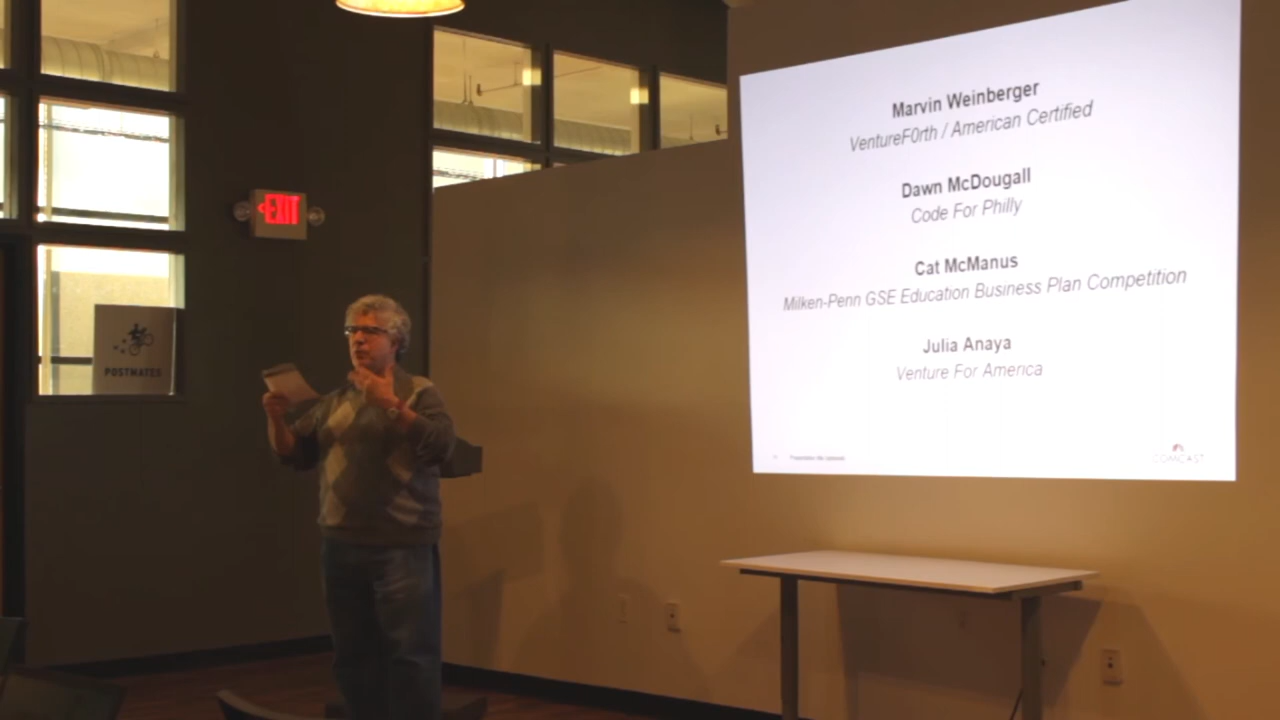 EXIT
POSTMATES
Marvin Weinberger
VentureF0rth / American Certified
Dawn McDougall
Code For Philly
Cat McManus
Milken-Penn GSE Education Business Plan Competition
Julia Anaya
Venture For America
COMCAST